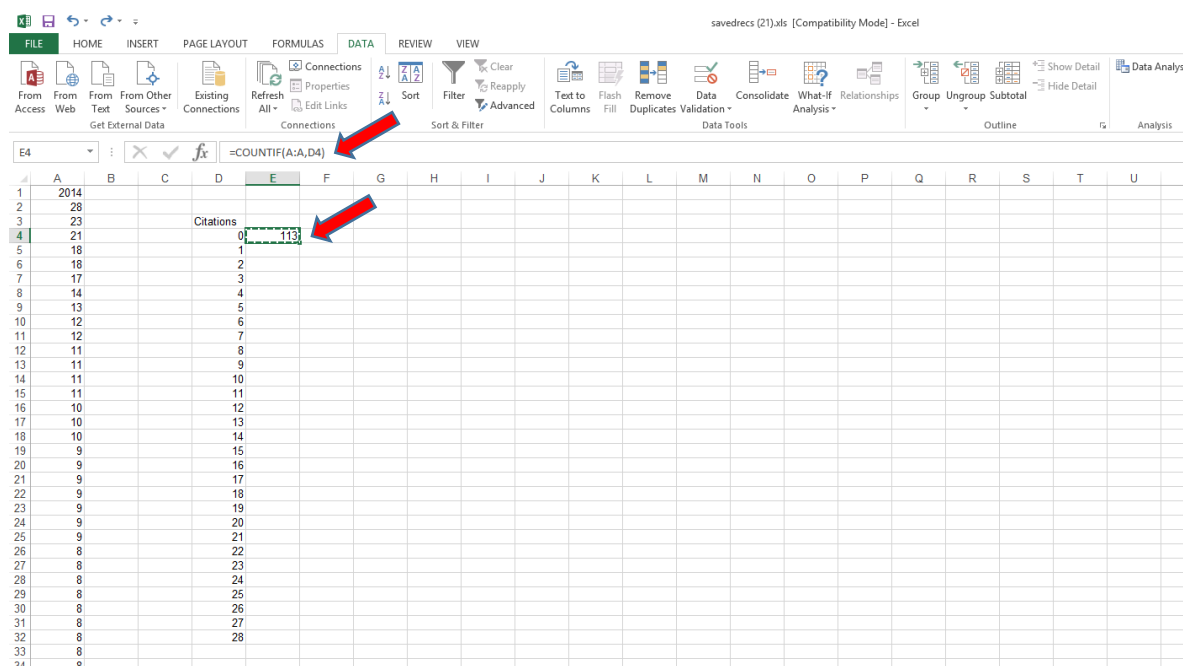 savedrecs (21).xls [Compatibility Mode] - Excel
FILE HOME INSERT PAGE LAYOUT FORMULAS DATA REVIEW VIEW
From Access
From Web
From Text
From Other Sources
Existing Connections
Refresh All
Connections
Properties
Edit Links
Sort
Filter
Clear
Reapply
Advanced
Text to Columns
Flash Fill
Remove Duplicates
Data Validation
Consolidate
What-If Analysis
Relationships
Group
Ungroup
Subtotal
Show Detail
Hide Detail
Data Analys
Get External Data Connections Sort & Filter Data Tools Outline Analysis
E4 fx =COUNTIF(A:A,D4)
A B C D E F G H I J K L M N O P Q R S T U
1 2014
2 28
3 23 Citations
4 21 0 113
5 18 1
6 18 2
7 17 3
8 14 4
9 13 5
10 12 6
11 12 7
12 11 8
13 11 9
14 11 10
15 11 11
16 10 12
17 10 13
18 10 14
19 9 15
20 9 16
21 9 17
22 9 18
23 9 19
24 9 20
25 9 21
26 8 22
27 8 23
28 8 24
29 8 25
30 8 26
31 8 27
32 8 28
33 8
34 8